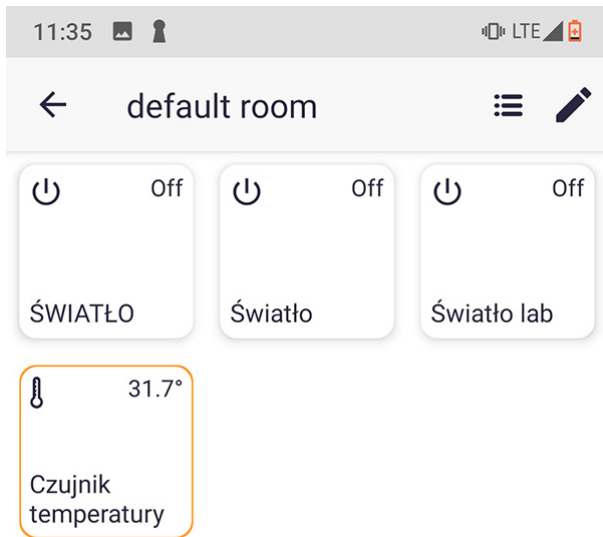 11:35 LTE
default room
Off Off Off
ŚWIATŁO Światło Światło lab
31.7°
Czujnik
temperatury